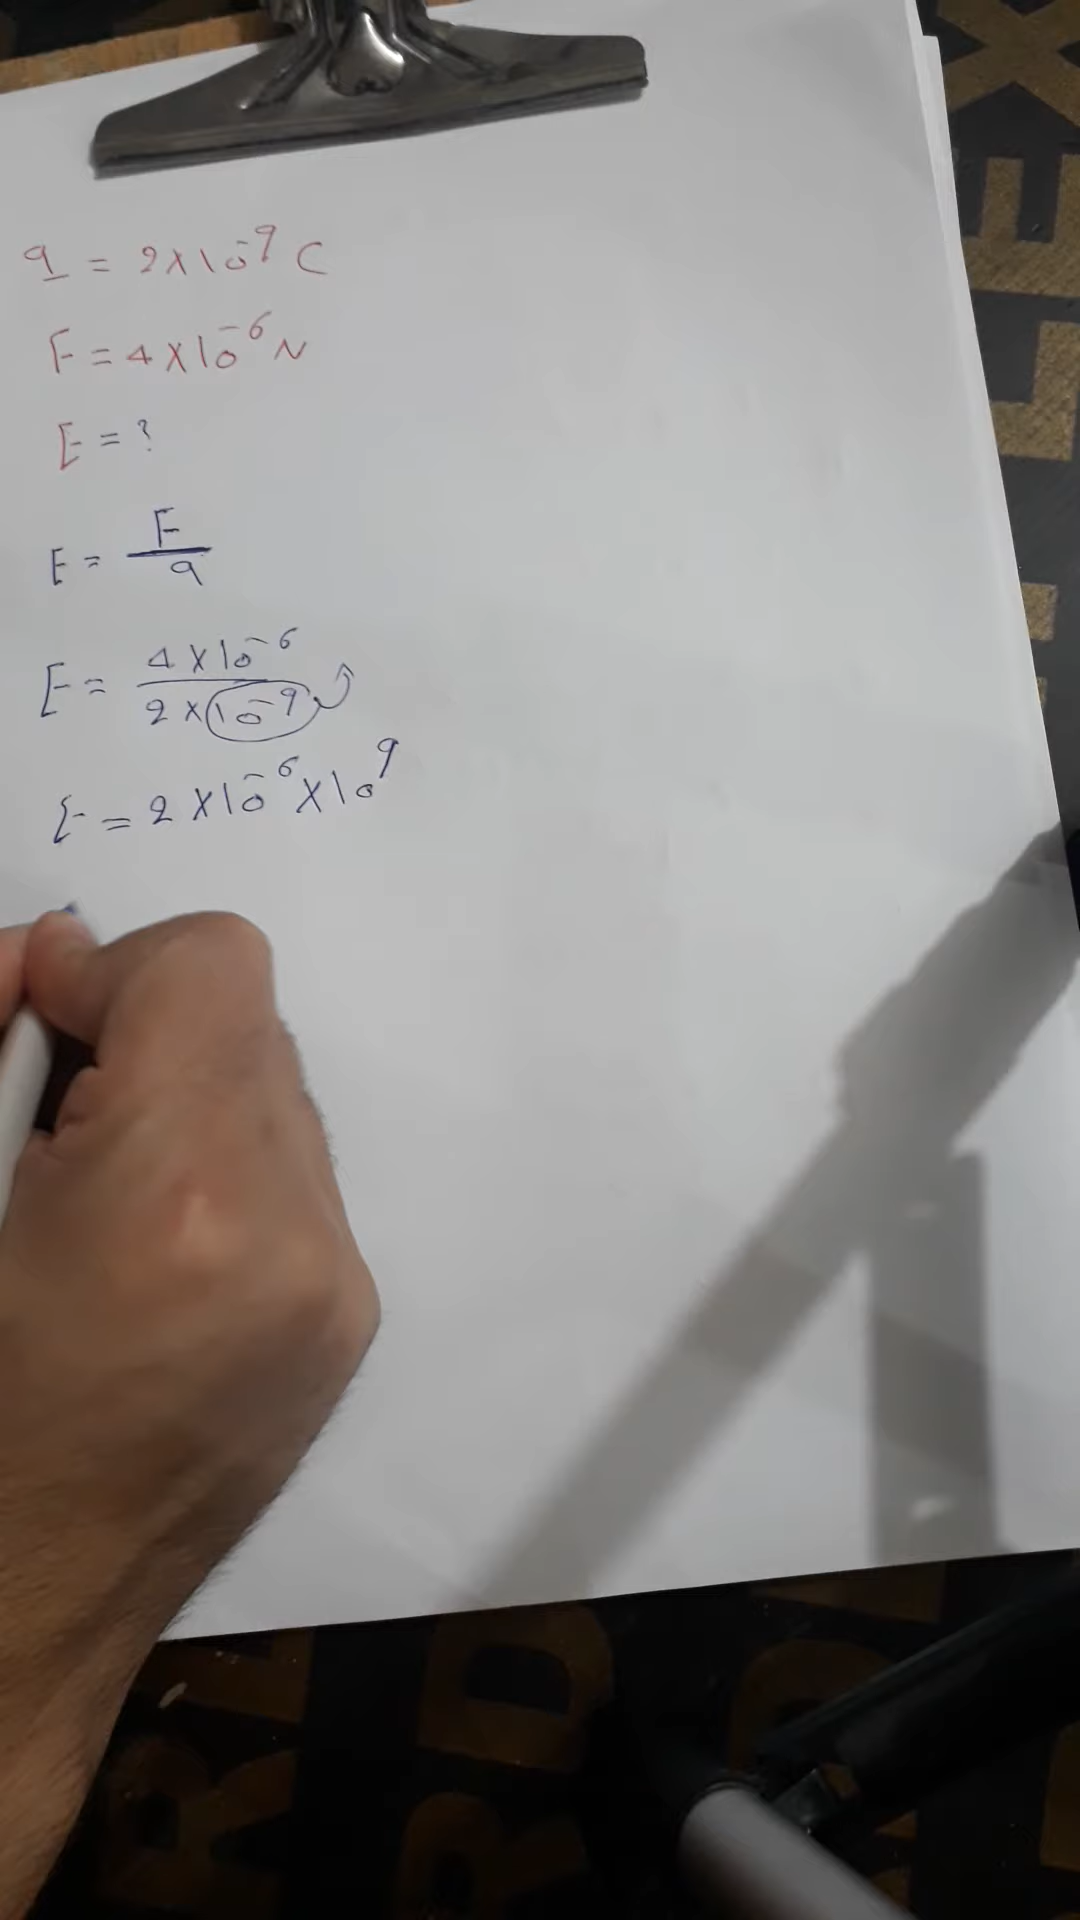 q = 2×10⁻⁹ C
F = 4×10⁻⁶ N
E = ?
E = F/q
E = 4×10⁻⁶ / 2×10⁻⁹
E = 2×10⁻⁶×10⁹